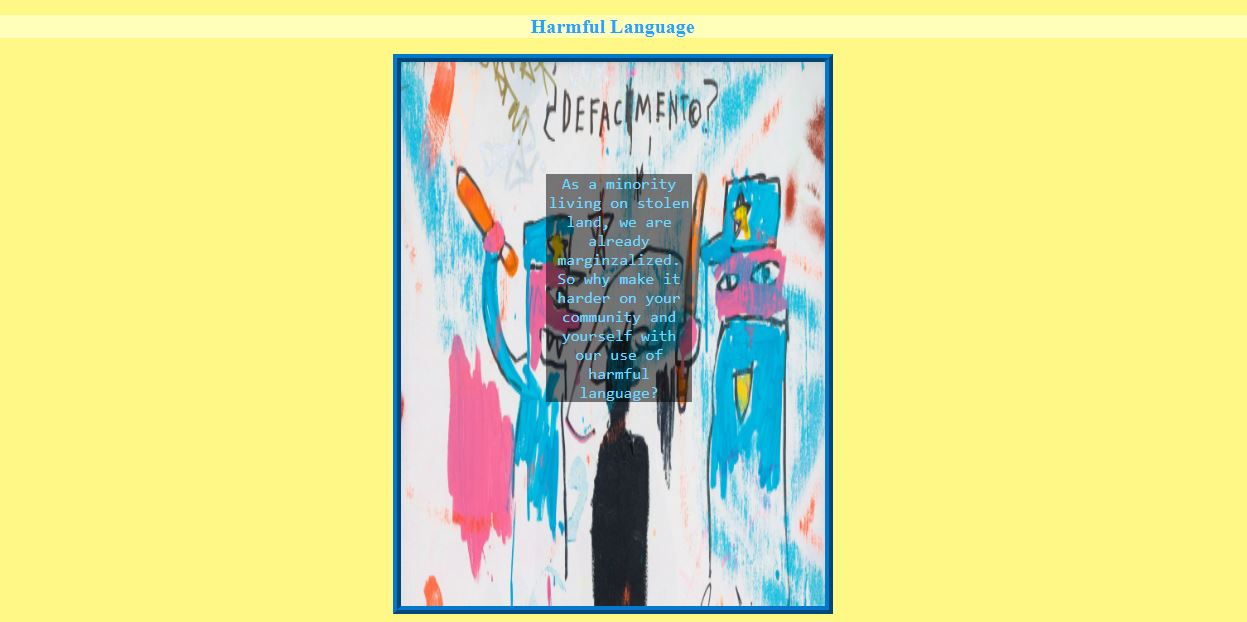 Harmful Language
¿DEFACIMENTO?
As a minority
living on stolen
land, we are
already
marginzalized.
So why make it
harder on your
community and
yourself with
our use of
harmful
language?